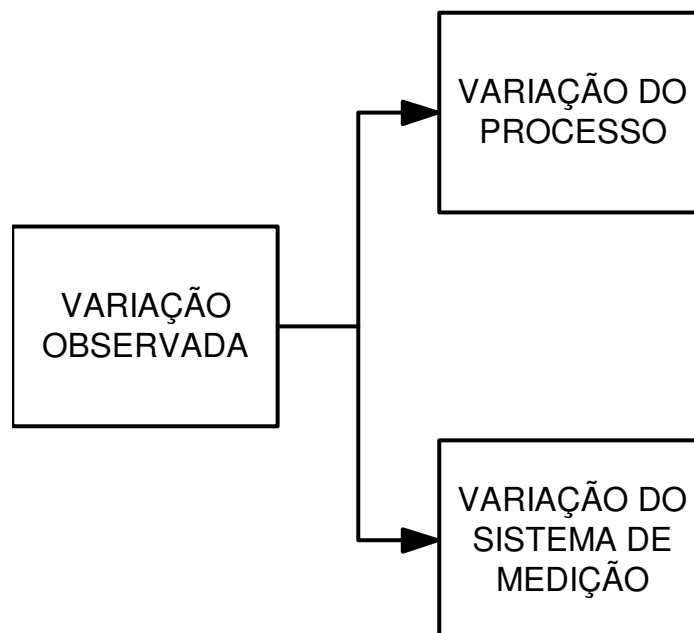 VARIAÇÃO DO
PROCESSO
VARIAÇÃO
OBSERVADA
VARIAÇÃO DO
SISTEMA DE
MEDIÇÃO